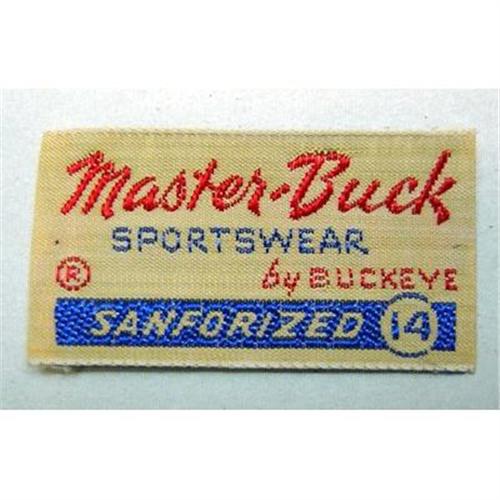 Master-Buck
SPORTSWEAR
® by BUCKEYE
SANFORIZED 14